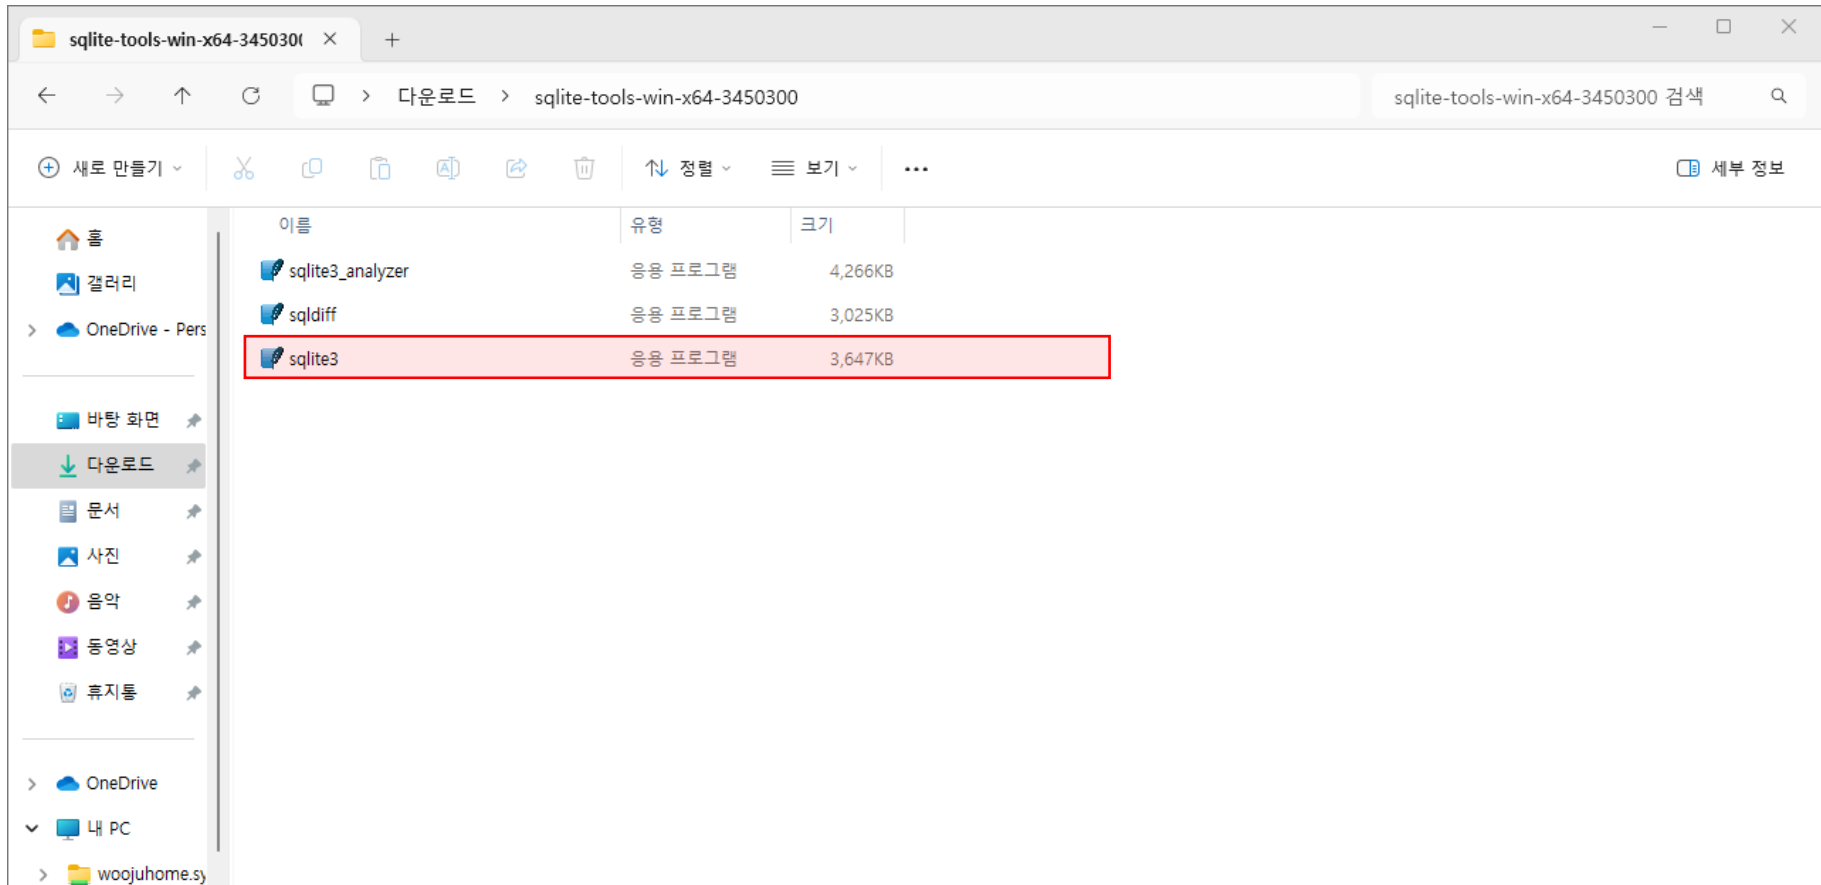 sqlite-tools-win-x64-345030(
다운로드 > sqlite-tools-win-x64-3450300
sqlite-tools-win-x64-3450300 검색
새로 만들기
정렬
보기
세부 정보
홈
갤러리
OneDrive - Pers
바탕 화면
다운로드
문서
사진
음악
동영상
휴지통
OneDrive
내 PC
woojuhome.sy
이름 유형 크기
sqlite3_analyzer 응용 프로그램 4,266KB
sqldiff 응용 프로그램 3,025KB
sqlite3 응용 프로그램 3,647KB